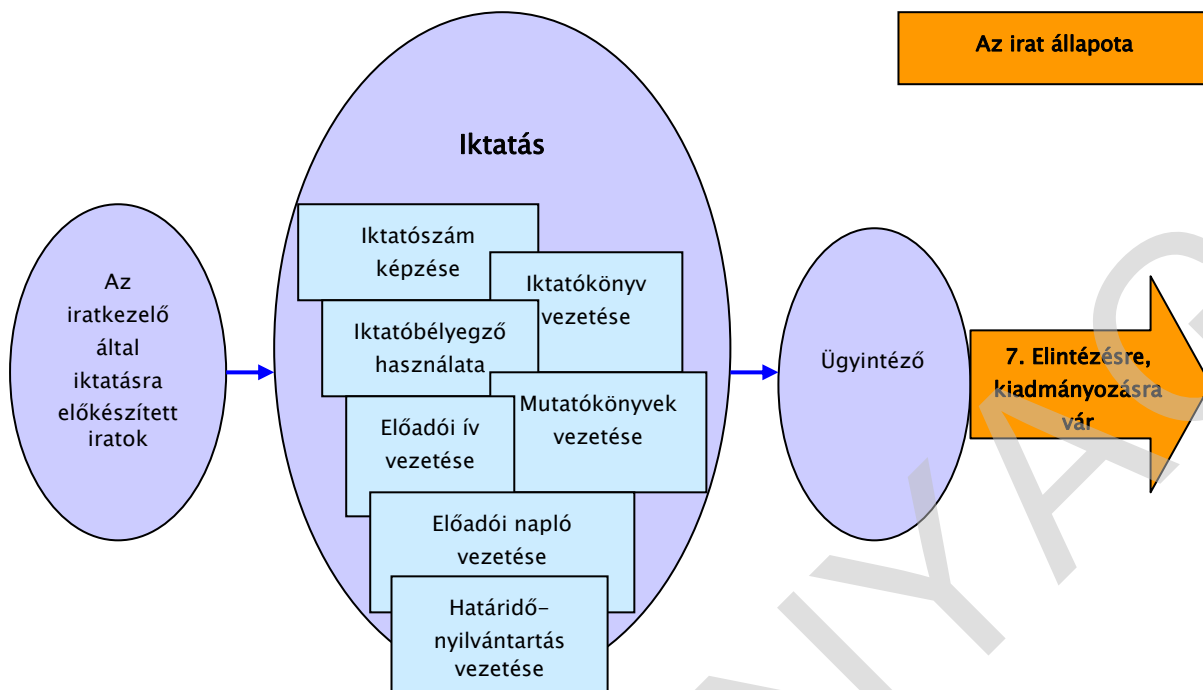 Az irat állapota
Iktatás
Az
iratkezelő
által
iktatásra
előkészített
iratok
Iktatószám
képzése
Iktatókönyv
vezetése
Iktatóbélyegző
használata
Mutatókönyvek
vezetése
Előadói ív
vezetése
Előadói napló
vezetése
Határidő-
nyilvántartás
vezetése
Ügyintéző
7. Elintézésre,
kiadmányozásra
vár